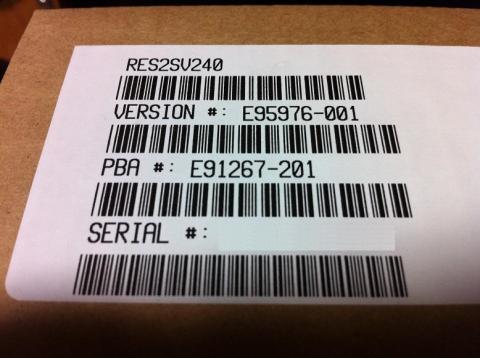 RES2SV240
VERSION #: E95976-001
PBA #: E91267-201
SERIAL #: